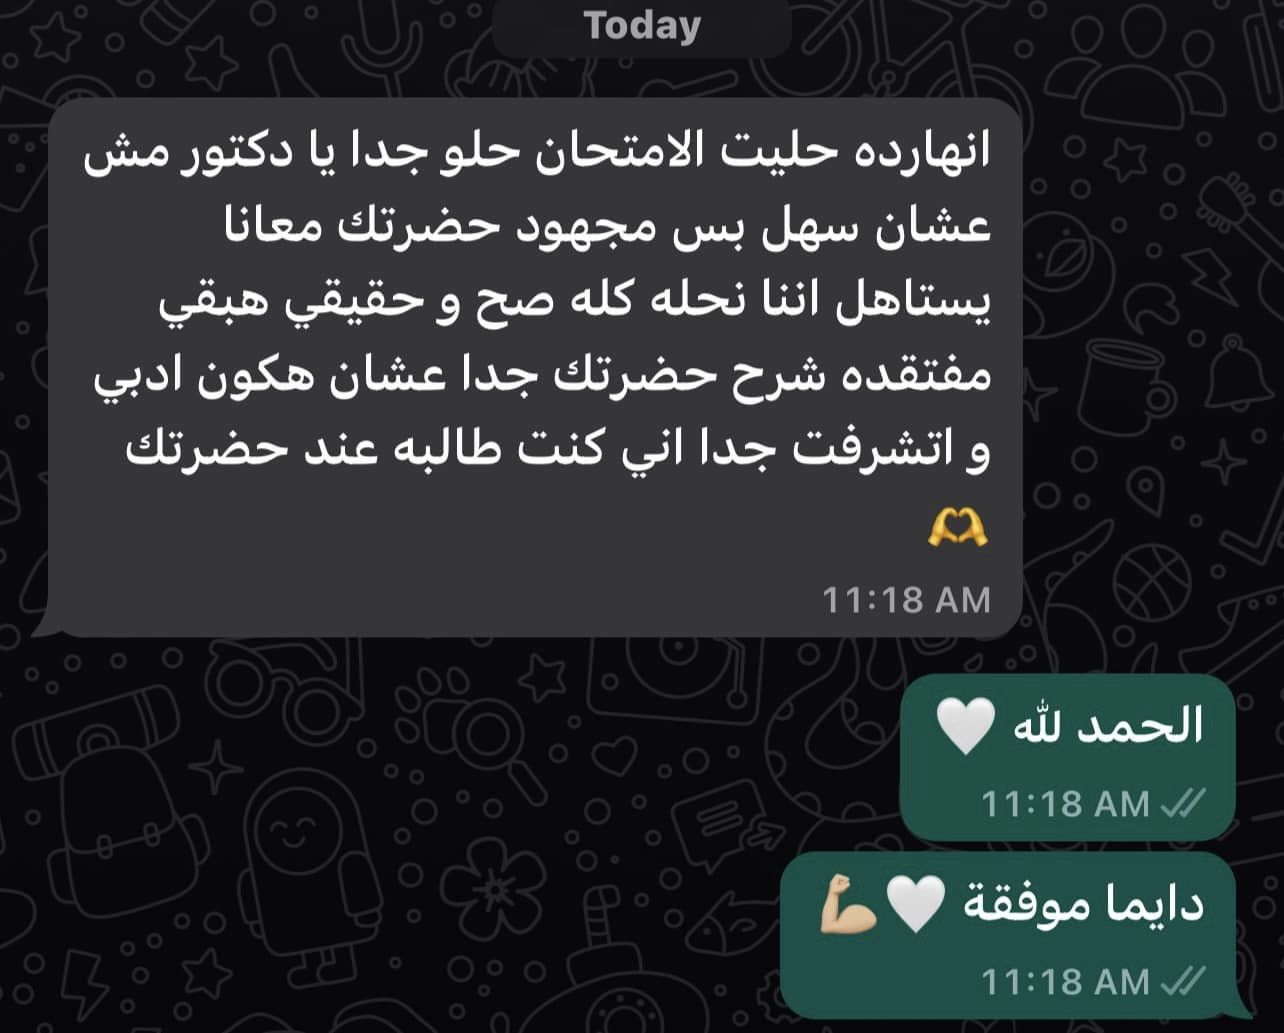 Today
انهارده حليت الامتحان حلو جدا يا دكتور مش
عشان سهل بس مجهود حضرتك معانا
يستاهل اننا نحله كله صح و حقيقي هبقي
مفتقده شرح حضرتك جدا عشان هكون ادبي
و اتشرفت جدا اني كنت طالبه عند حضرتك
🫶
11:18 AM
الحمد لله 🤍
11:18 AM
دايما موفقة 🤍💪🏼
11:18 AM